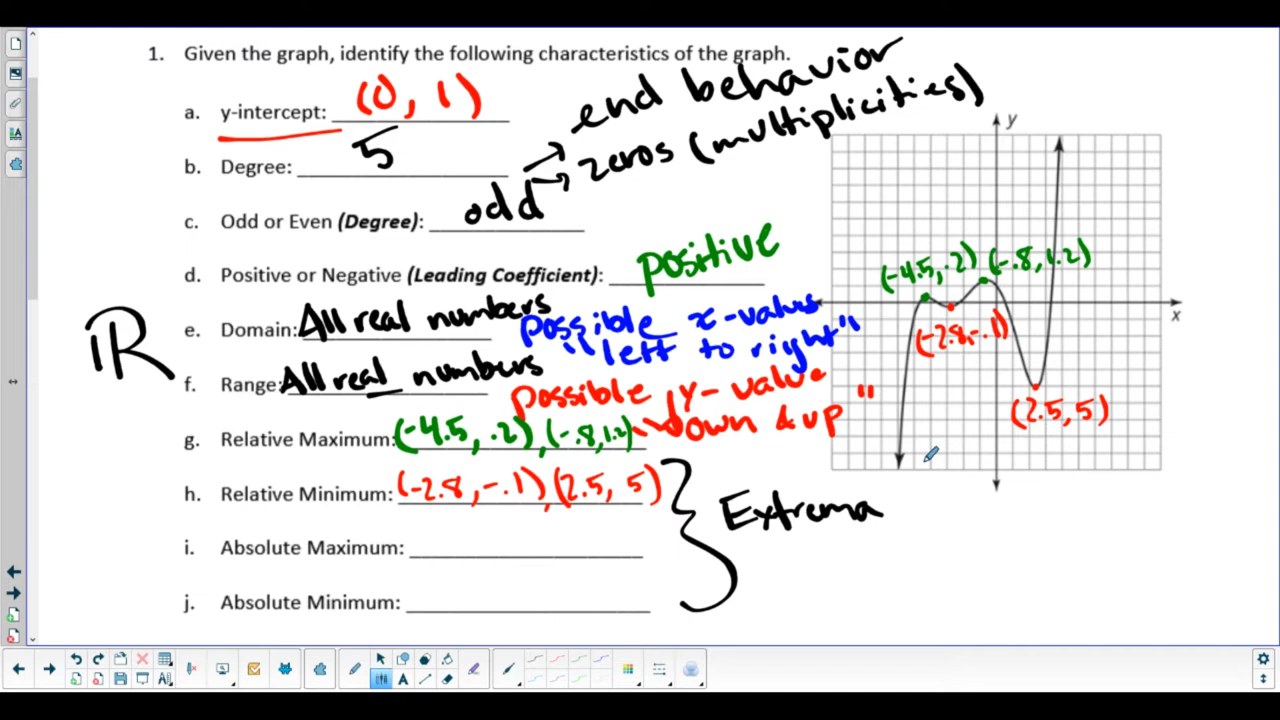 1. Given the graph, identify the following characteristics of the graph.
a. y-intercept: (0, 1)
end behavior
b. Degree: 5
zeros (multiplicities)
c. Odd or Even (Degree): odd
d. Positive or Negative (Leading Coefficient): positive
ℝ
e. Domain: All real numbers
possible x-values
"left to right"
f. Range: All real numbers
possible y-value
"Down & up"
g. Relative Maximum: (-4.5, .2), (-.8, 1.2)
h. Relative Minimum: (-2.8, -.1), (2.5, 5)
Extrema
i. Absolute Maximum:
j. Absolute Minimum:
y
(-4.5, .2) (-.8, 1.2)
x
(-2.8, -.1)
(2.5, 5)
A